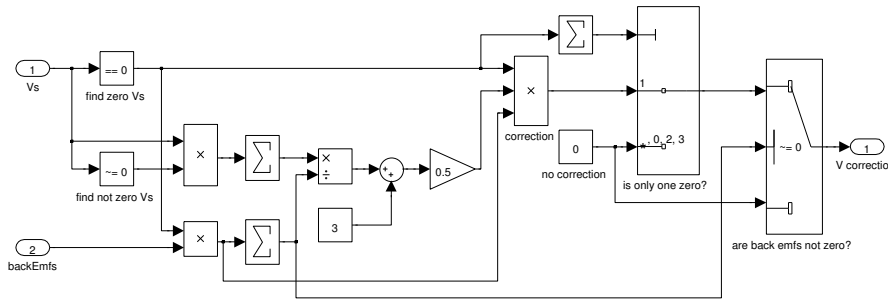 1
Vs
== 0
find zero Vs
~= 0
find not zero Vs
2
backEmfs
×
×
×
÷
3
+
+
0.5
×
correction
0
no correction
1
*, 0, 2, 3
is only one zero?
~= 0
are back emfs not zero?
1
V correctio